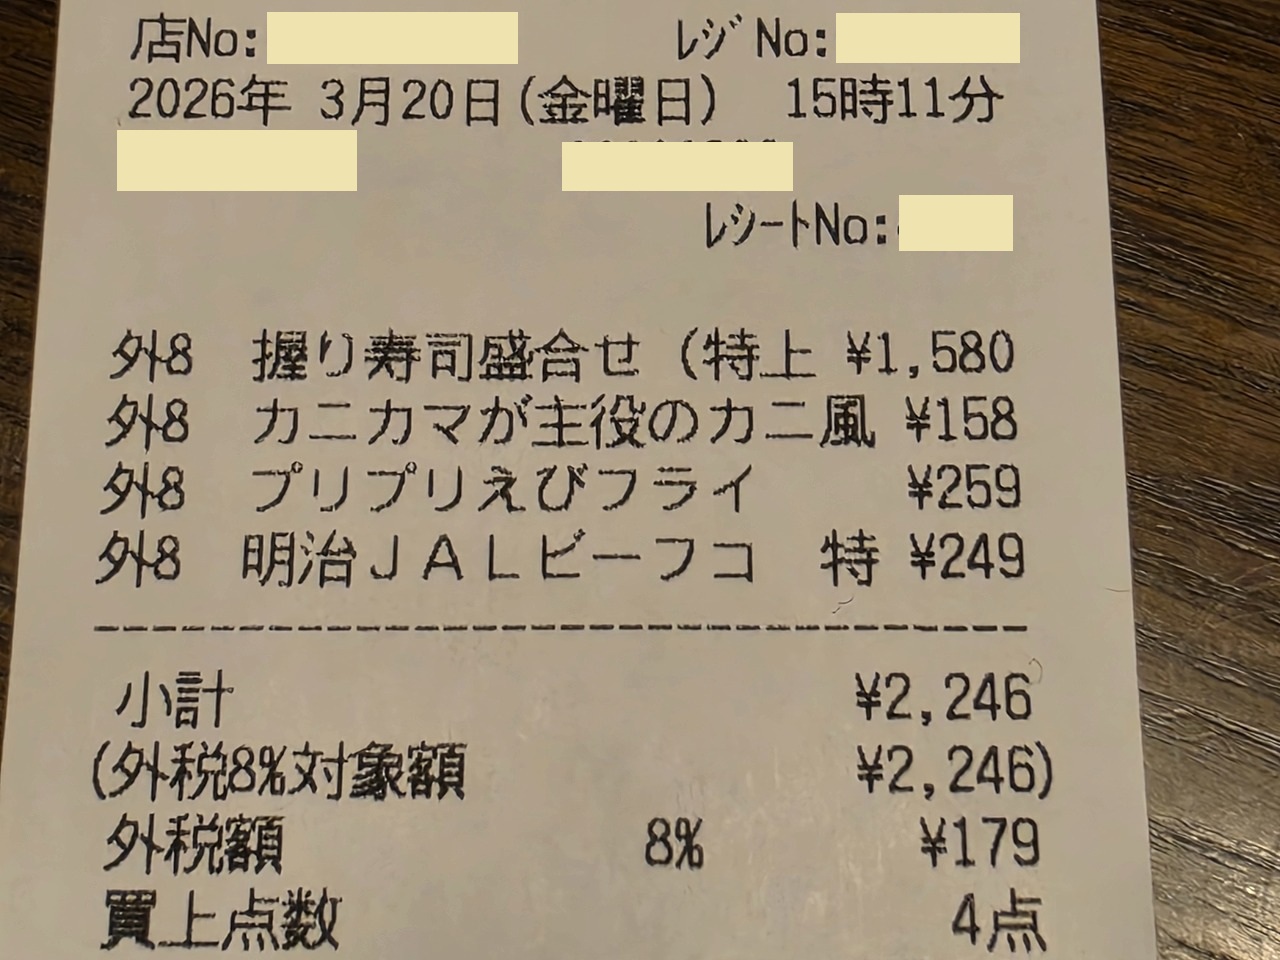 店No: ﾚｼﾞNo:
2026年 3月20日(金曜日) 15時11分
ﾚｼｰﾄNo:
外8 握り寿司盛合せ (特上 ¥1,580
外8 カニカマが主役のカニ風 ¥158
外8 プリプリえびフライ ¥259
外8 明治JALビーフコ 特 ¥249
--------------------------------
小計 ¥2,246
(外税8%対象額 ¥2,246)
外税額 8% ¥179
買上点数 4点